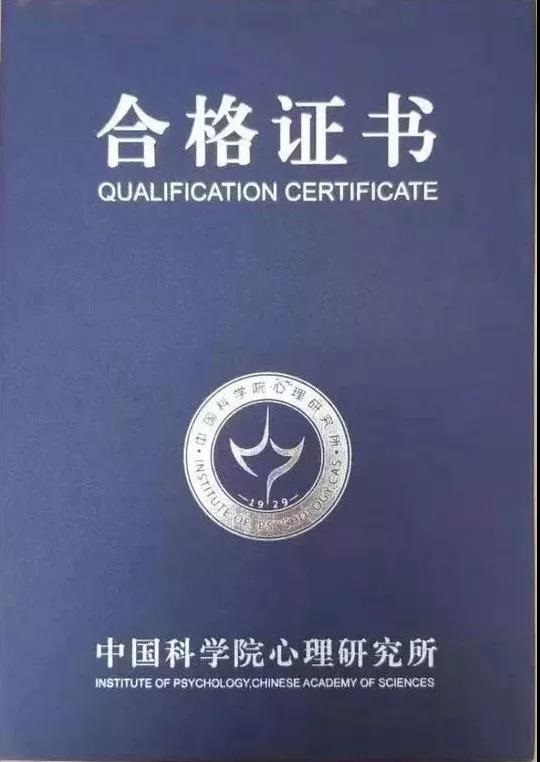 合格证书
QUALIFICATION CERTIFICATE
中国科学院心理研究所
1929
INSTITUTE OF PSYCHOLOGY,CAS
中国科学院心理研究所
INSTITUTE OF PSYCHOLOGY,CHINESE ACADEMY OF SCIENCES